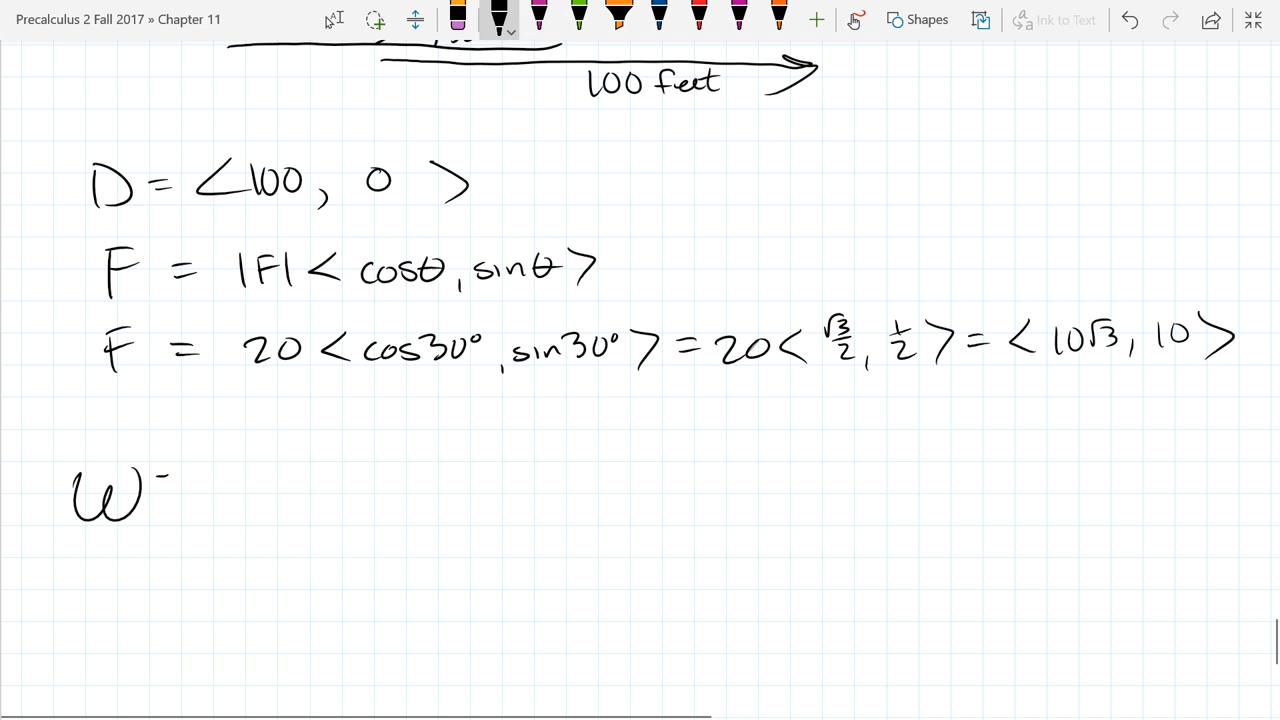 Precalculus 2 Fall 2017 » Chapter 11
Shapes
Ink to Text
100 feet
D = <100, 0 >
F = |F| < cosθ, sinθ >
F = 20 < cos30°, sin30° > = 20 < √3/2, 1/2 > = < 10√3, 10 >
W -